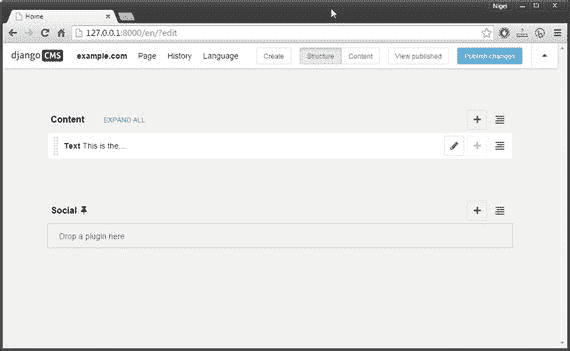 Nigel
Home
127.0.0.1:8000/en/?edit
django CMS example.com Page History Language Create Structure Content View published Publish changes
Content EXPAND ALL
Text This is the...
Social
Drop a plugin here